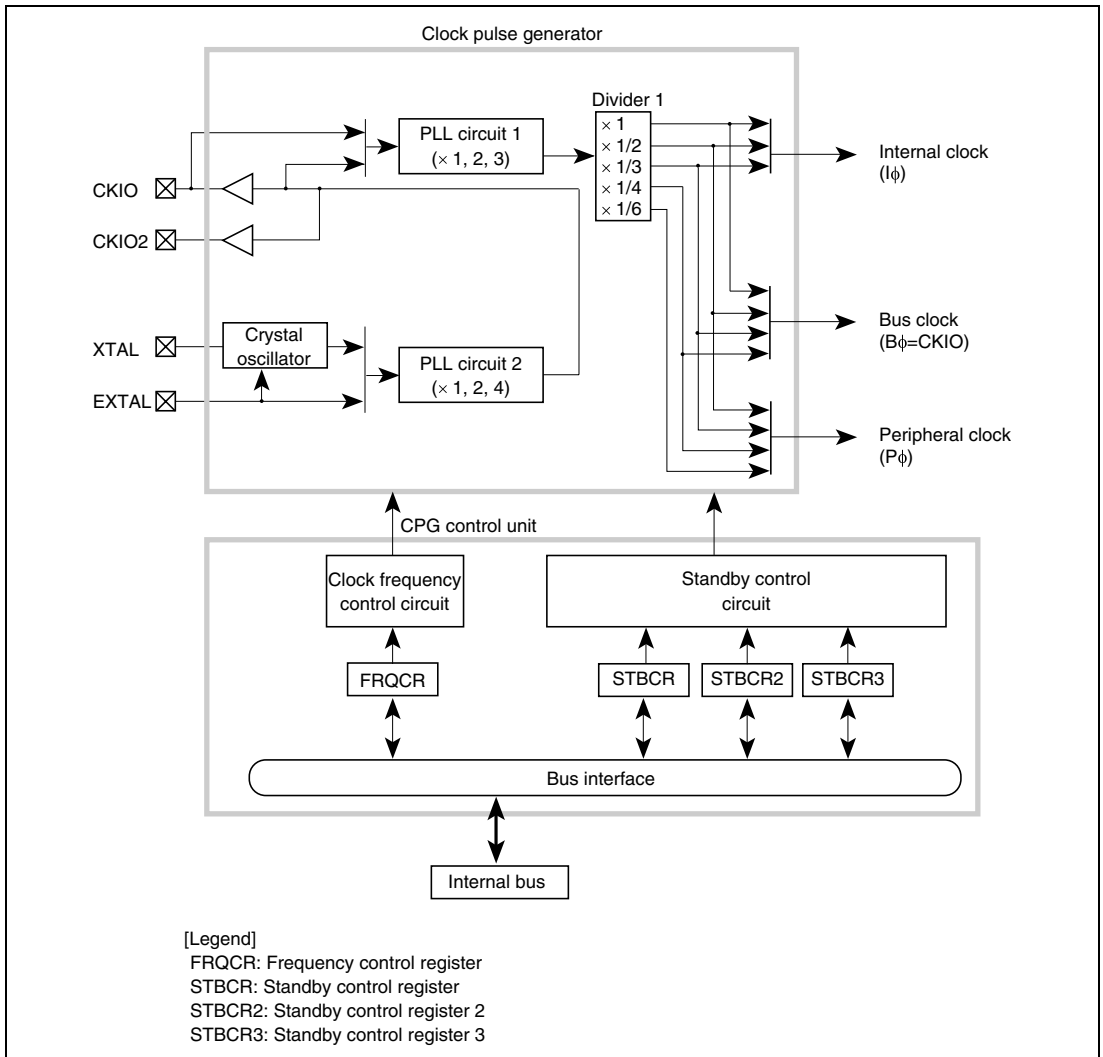 Clock pulse generator
Divider 1
× 1
× 1/2
× 1/3
× 1/4
× 1/6
PLL circuit 1
(× 1, 2, 3)
Internal clock
(Iϕ)
CKIO
CKIO2
Bus clock
(Bϕ=CKIO)
XTAL
Crystal
oscillator
EXTAL
PLL circuit 2
(× 1, 2, 4)
Peripheral clock
(Pϕ)
CPG control unit
Clock frequency
control circuit
Standby control
circuit
FRQCR
STBCR
STBCR2
STBCR3
Bus interface
Internal bus
[Legend]
FRQCR: Frequency control register
STBCR: Standby control register
STBCR2: Standby control register 2
STBCR3: Standby control register 3